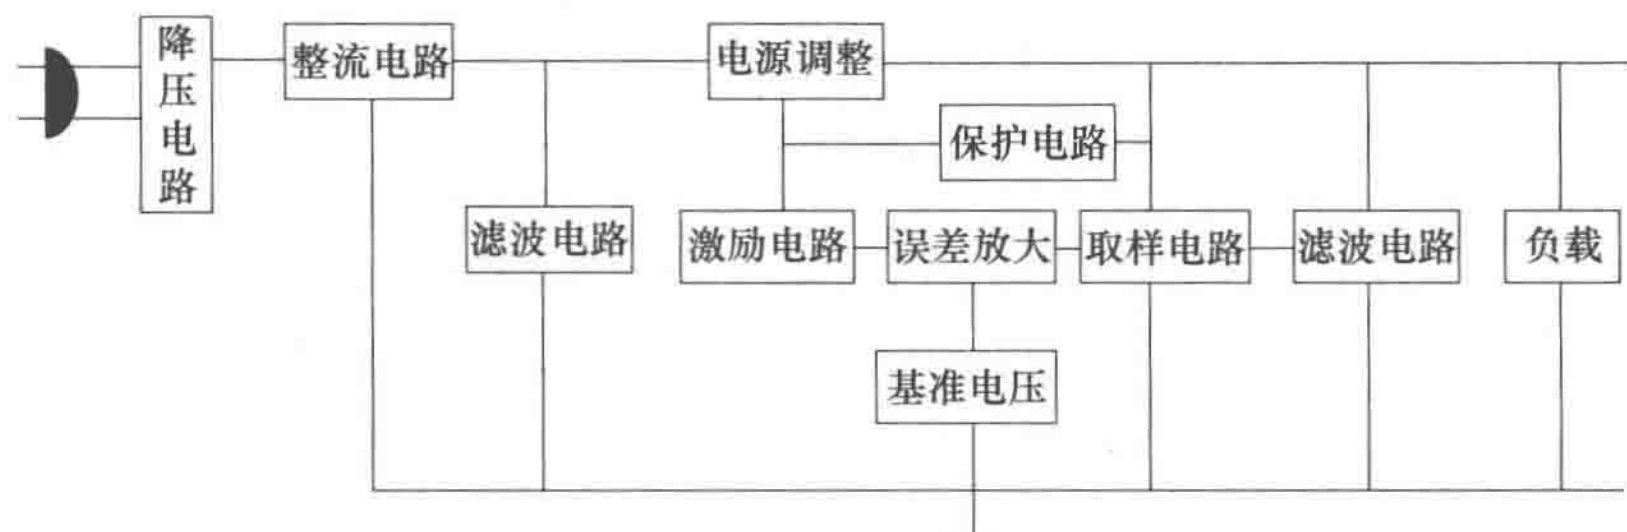 降压电路
整流电路
电源调整
保护电路
滤波电路
激励电路
误差放大
取样电路
滤波电路
负载
基准电压